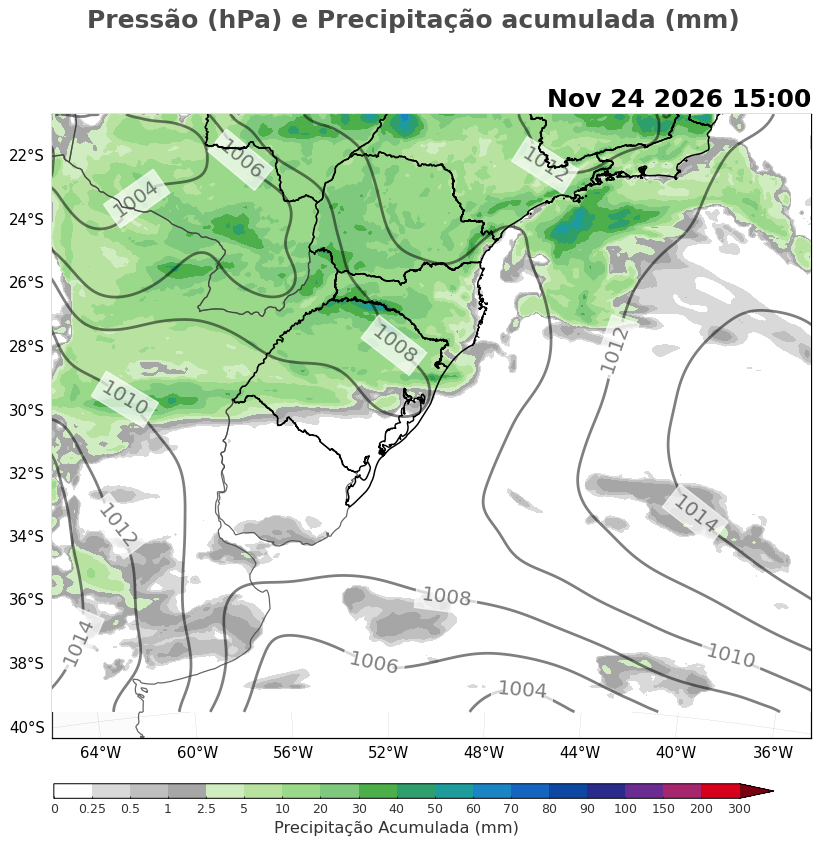 Pressão (hPa) e Precipitação acumulada (mm)
Nov 24 2026 15:00
22°S
24°S
26°S
28°S
30°S
32°S
34°S
36°S
38°S
40°S
1006
1004
1012
1008
1010
1012
1012
1014
1014
1008
1006
1004
1010
64°W 60°W 56°W 52°W 48°W 44°W 40°W 36°W
0 0.25 0.5 1 2.5 5 10 20 30 40 50 60 70 80 90 100 150 200 300
Precipitação Acumulada (mm)